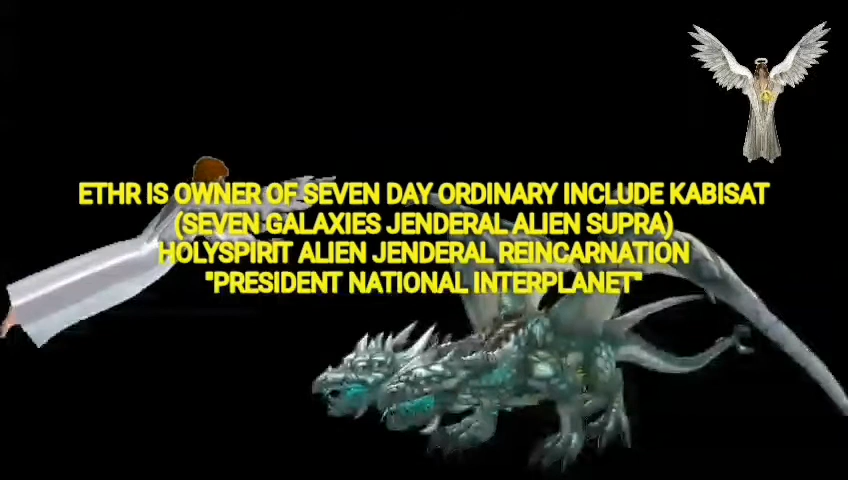 ETHR IS OWNER OF SEVEN DAY ORDINARY INCLUDE KABISAT
(SEVEN GALAXIES JENDERAL ALIEN SUPRA)
HOLYSPIRIT ALIEN JENDERAL REINCARNATION
"PRESIDENT NATIONAL INTERPLANET"